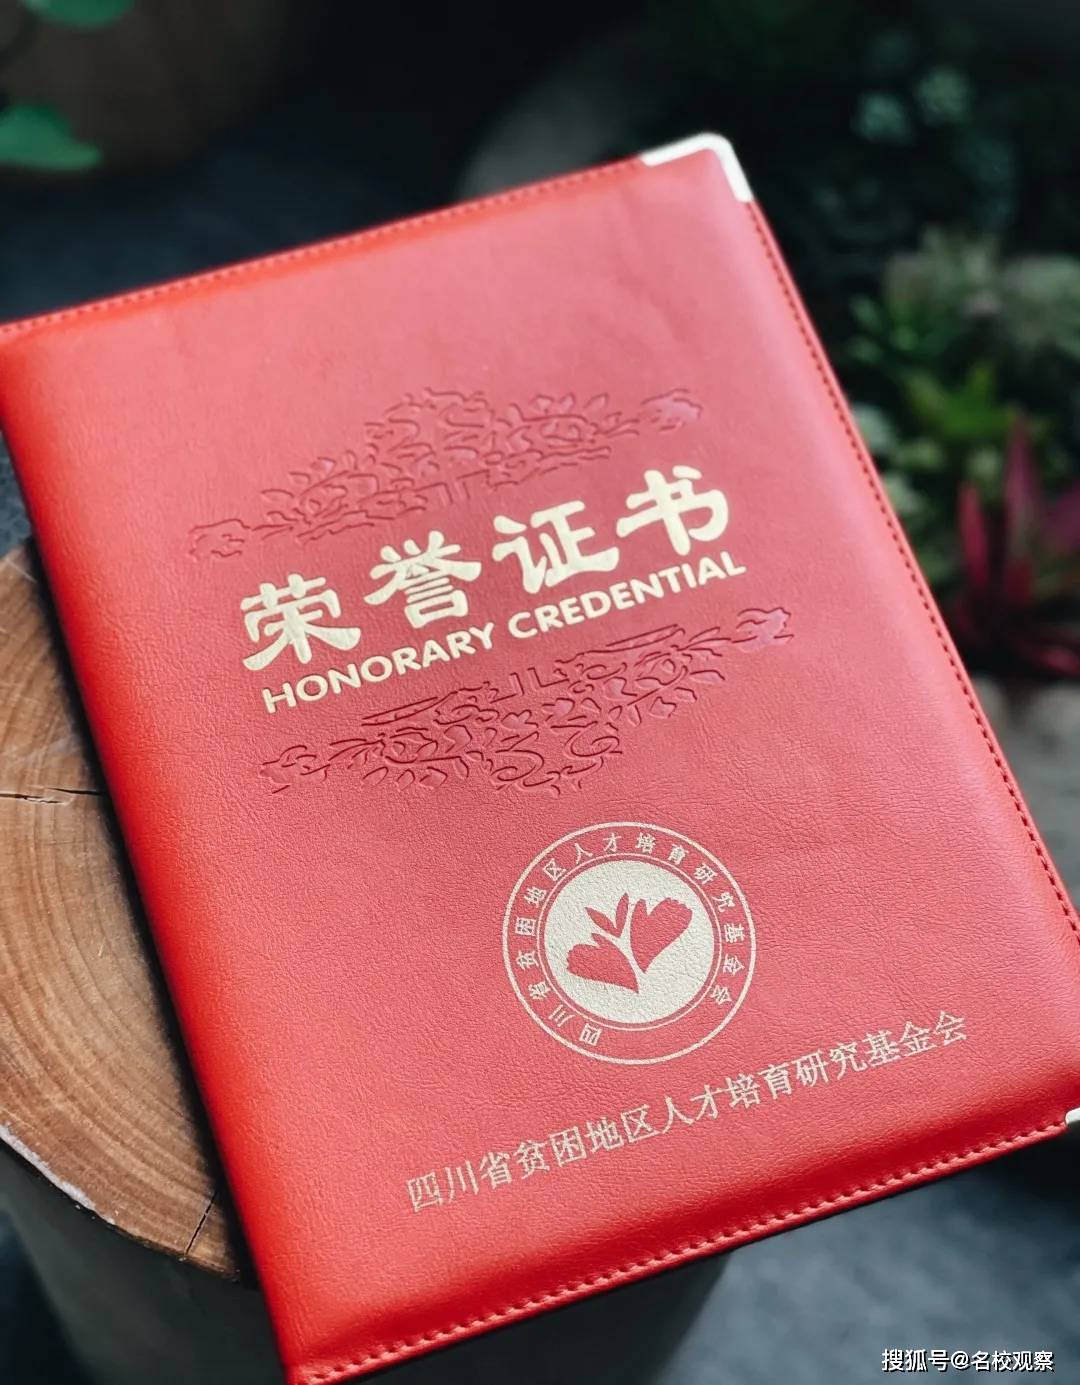 荣誉证书
HONORARY CREDENTIAL
四川省贫困地区人才培育研究基金会
四川省贫困地区人才培育研究基金会
搜狐号@名校观察